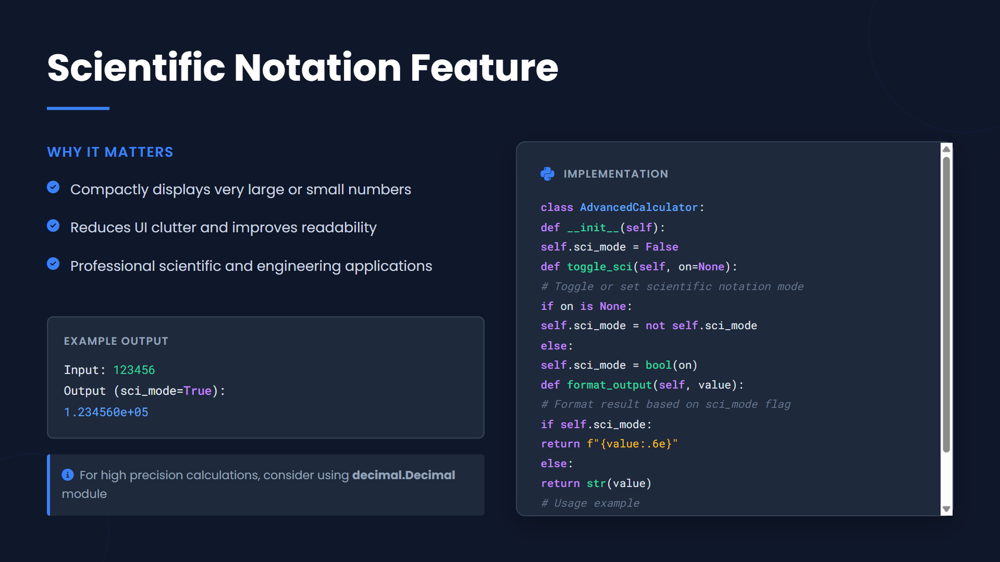 Scientific Notation Feature
WHY IT MATTERS
Compactly displays very large or small numbers
Reduces UI clutter and improves readability
Professional scientific and engineering applications
EXAMPLE OUTPUT
Input: 123456
Output (sci_mode=True):
1.234560e+05
For high precision calculations, consider using decimal.Decimal
module
IMPLEMENTATION
class AdvancedCalculator:
def __init__(self):
self.sci_mode = False
def toggle_sci(self, on=None):
# Toggle or set scientific notation mode
if on is None:
self.sci_mode = not self.sci_mode
else:
self.sci_mode = bool(on)
def format_output(self, value):
# Format result based on sci_mode flag
if self.sci_mode:
return f"{value:.6e}"
else:
return str(value)
# Usage example